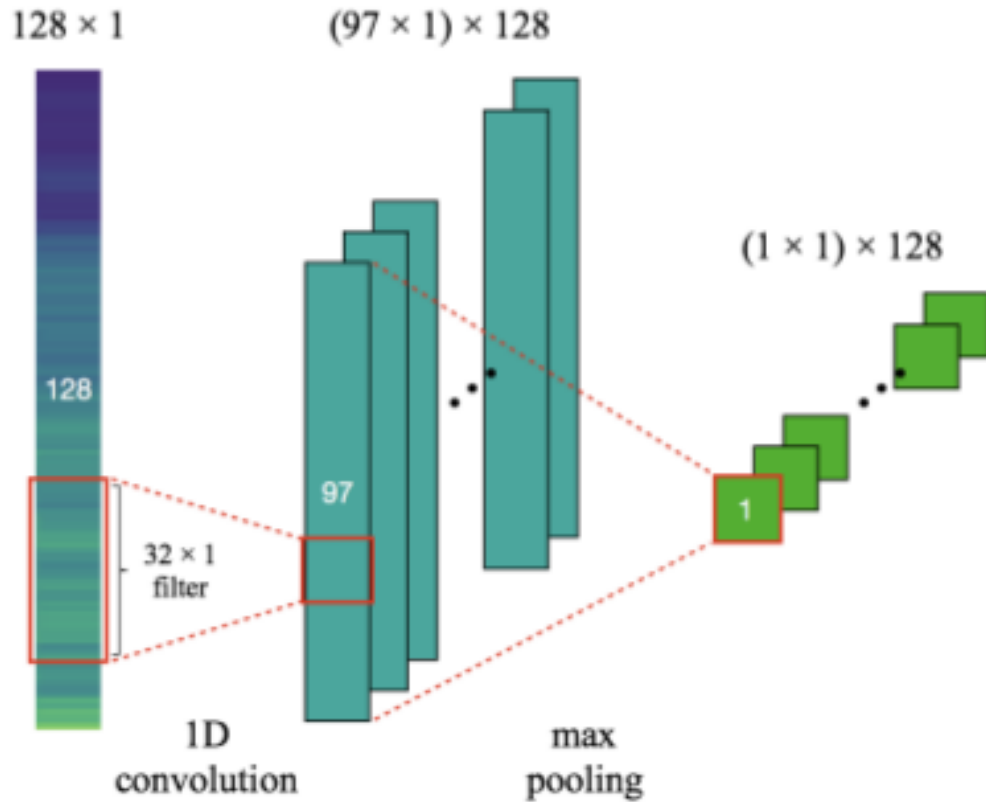 128 × 1
(97 × 1) × 128
(1 × 1) × 128
128
97
1
32 × 1
filter
1D
convolution
max
pooling